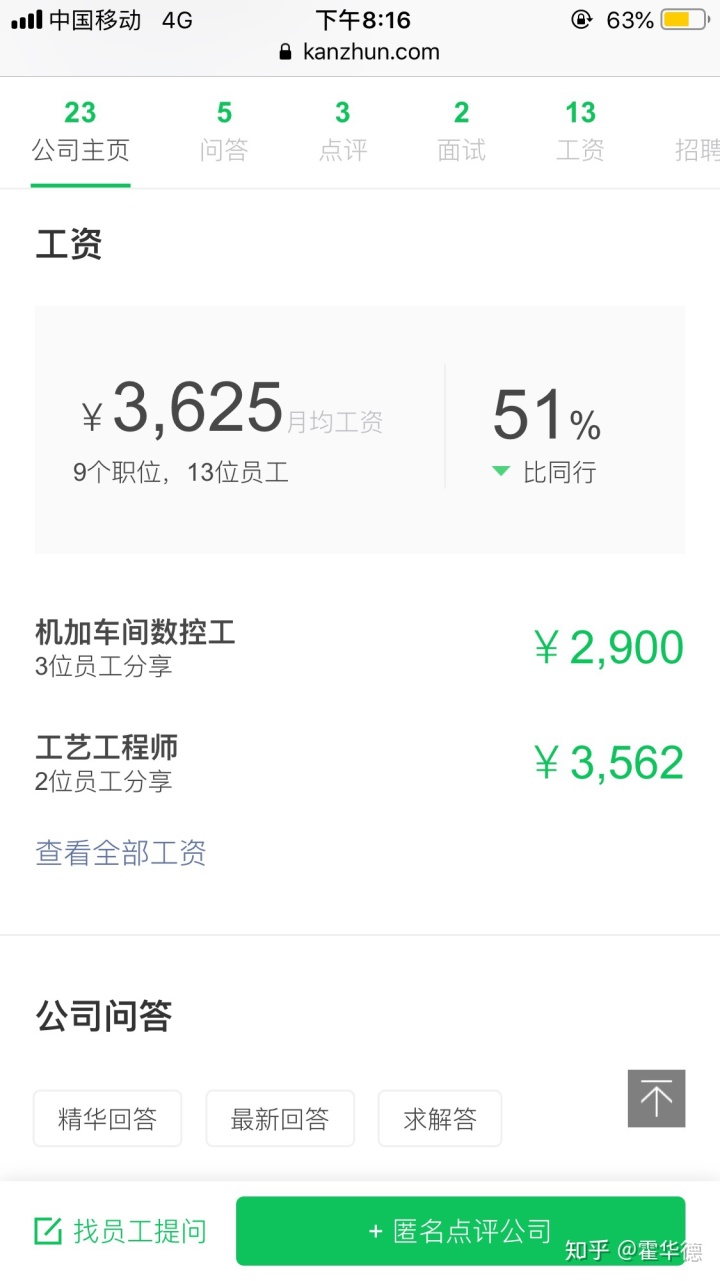 中国移动 4G 下午8:16 63%
kanzhun.com
23 5 3 2 13
公司主页 问答 点评 面试 工资 招聘
工资
¥3,625月均工资 51%
9个职位，13位员工 比同行
机加车间数控工 ¥2,900
3位员工分享
工艺工程师 ¥3,562
2位员工分享
查看全部工资
公司问答
精华回答 最新回答 求解答
找员工提问 + 匿名点评公司
知乎 @霍华德